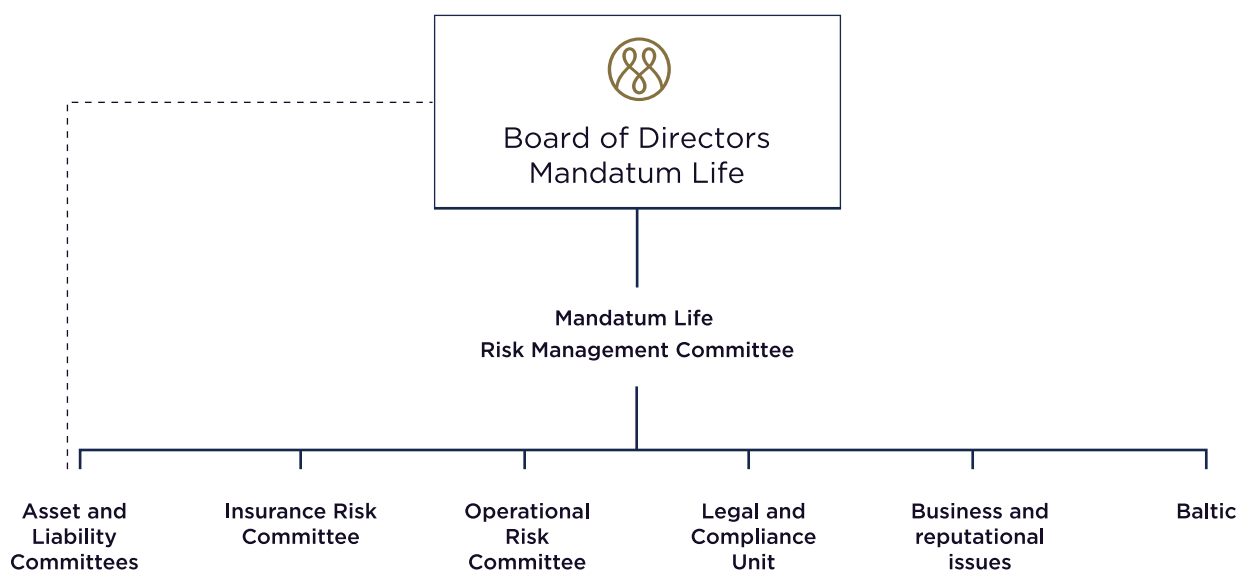 Board of Directors
Mandatum Life
Mandatum Life
Risk Management Committee
Asset and
Liability
Committees
Insurance Risk
Committee
Operational
Risk
Committee
Legal and
Compliance
Unit
Business and
reputational
issues
Baltic